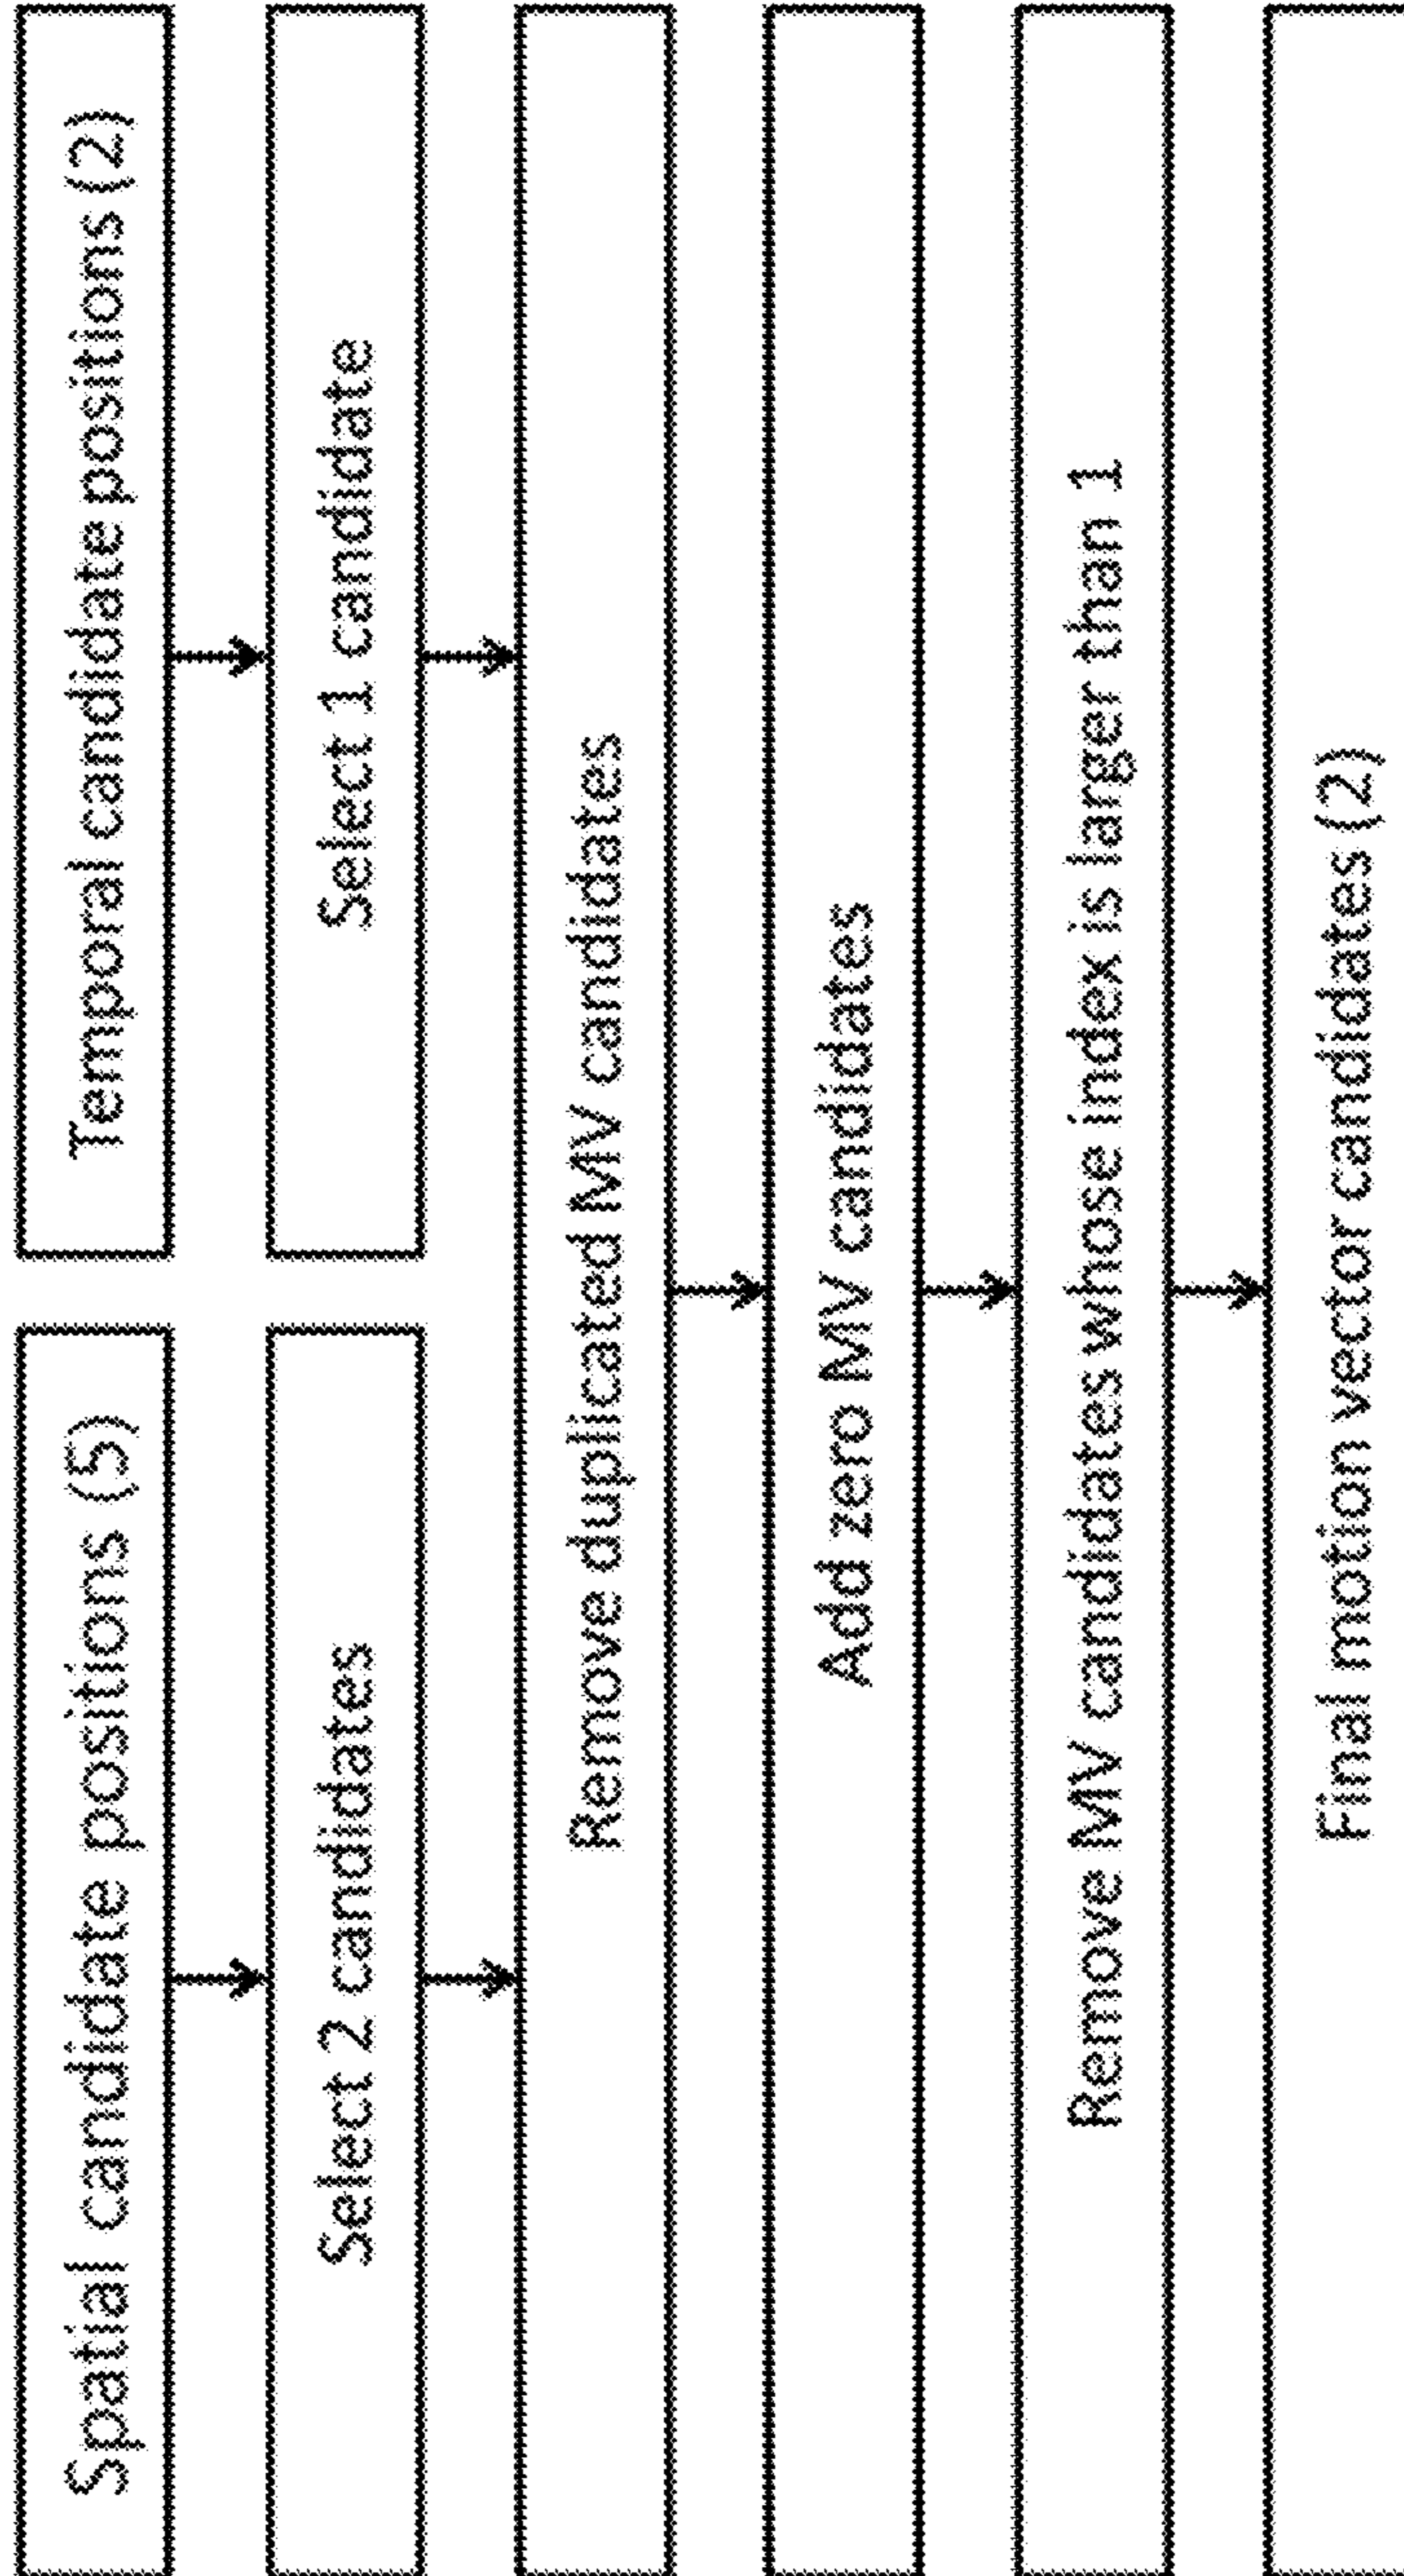 Spatial candidate positions (5)
Temporal candidate positions (2)
Select 2 candidates
Select 1 candidate
Remove duplicated MV candidates
Add zero MV candidates
Remove MV candidates whose index is larger than 1
Final motion vector candidates (2)